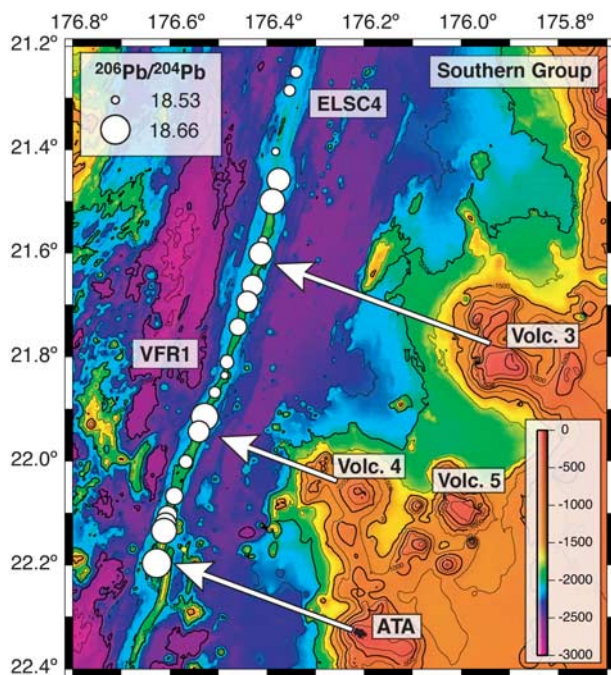 176.6° 176.4° 176.2° 176.0° 175.8°
21.2°
21.4°
21.6°
21.8°
22.0°
22.2°
22.4°
²⁰⁶Pb/²⁰⁴Pb
18.53
18.66
Southern Group
ELSC4
VFR1
Volc. 3
Volc. 4
Volc. 5
ATA
0
-500
-1000
-1500
-2000
-2500
-3000